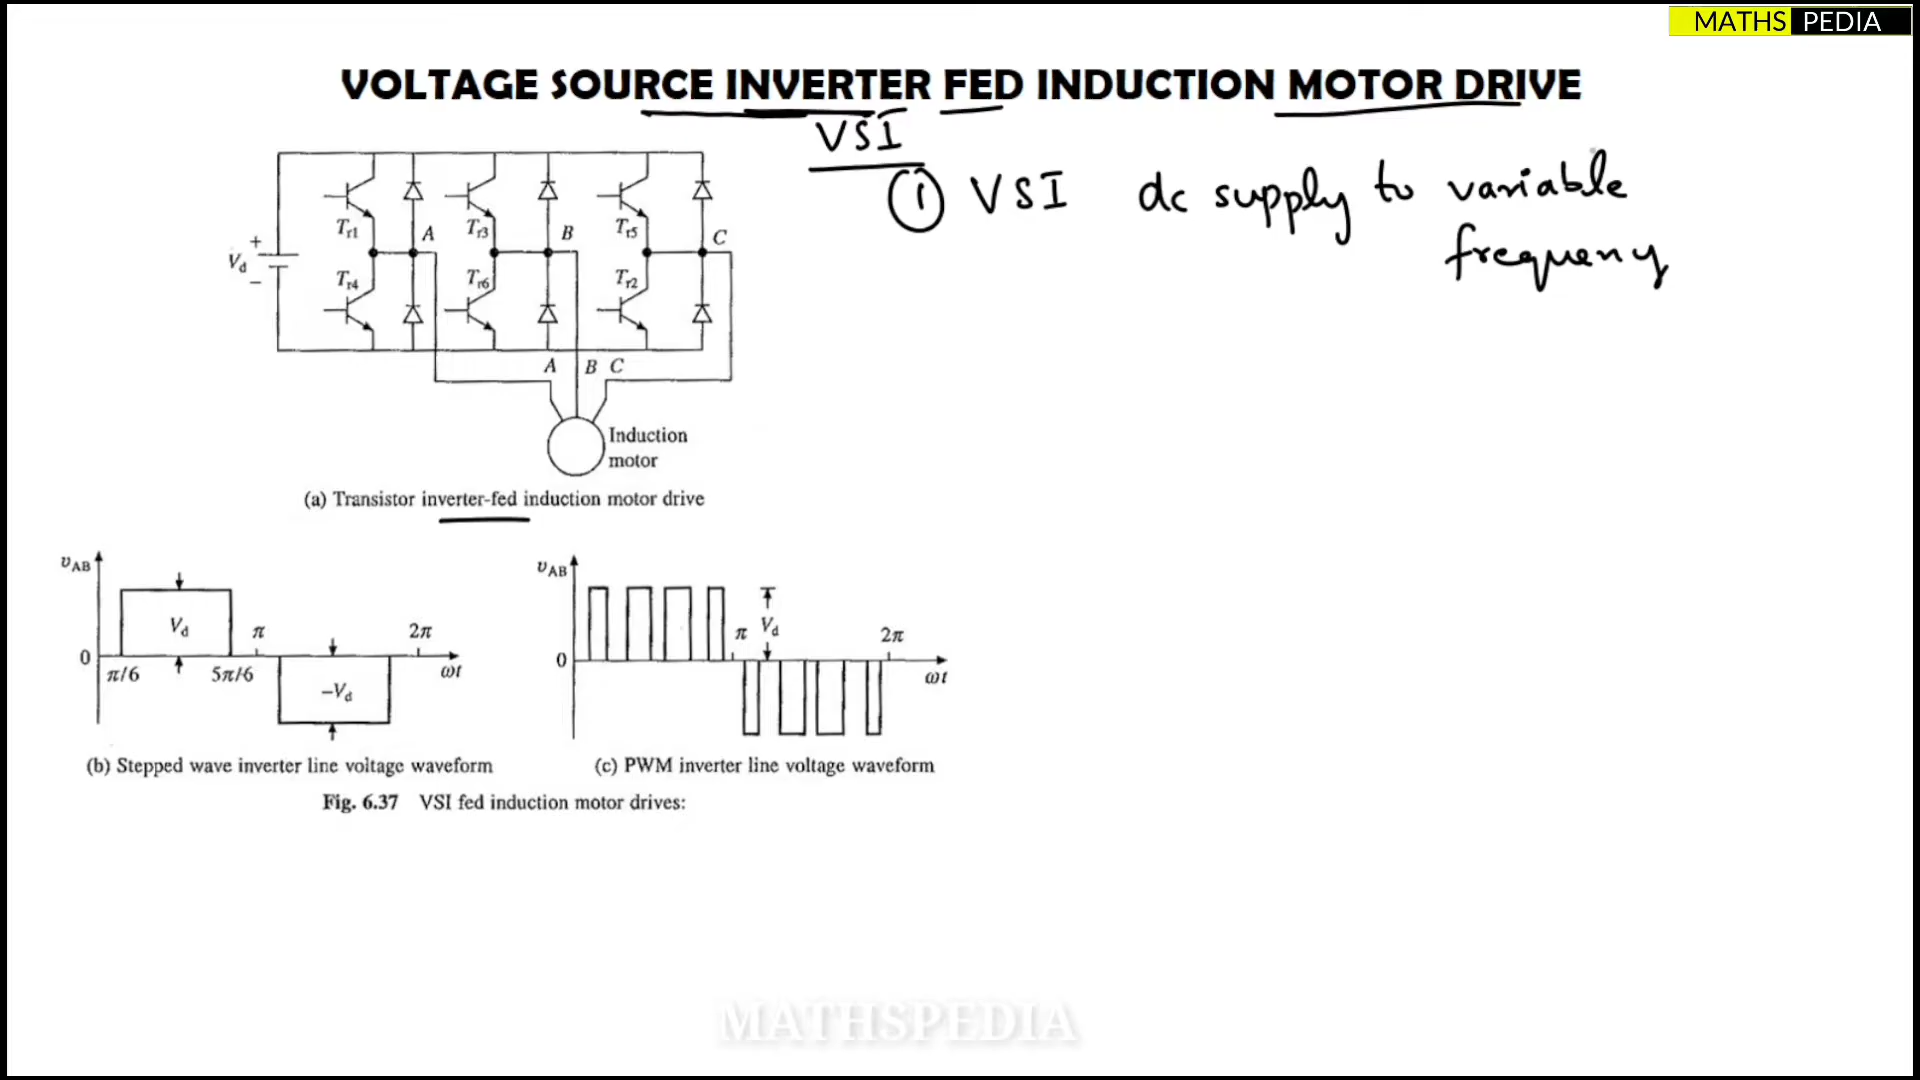 MATHS PEDIA
VOLTAGE SOURCE INVERTER FED INDUCTION MOTOR DRIVE
VSI
① VSI dc supply to variable
frequency
+
Vd
−
Tr1
A
Tr3
B
Tr5
C
Tr4
Tr6
Tr2
A B C
Induction
motor
(a) Transistor inverter-fed induction motor drive
υAB
Vd
π
2π
0
π/6
5π/6
−Vd
ωt
(b) Stepped wave inverter line voltage waveform
υAB
π
Vd
2π
0
ωt
(c) PWM inverter line voltage waveform
Fig. 6.37 VSI fed induction motor drives:
MATHSPEDIA